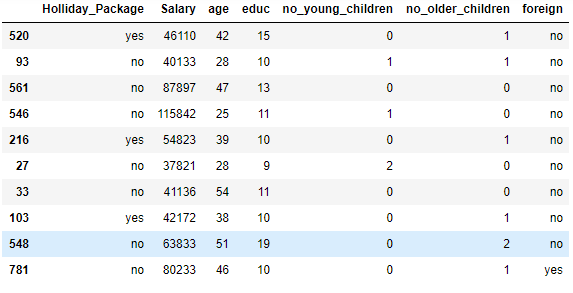 Holliday_Package Salary age educ no_young_children no_older_children foreign
520 yes 46110 42 15 0 1 no
93 no 40133 28 10 1 1 no
561 no 87897 47 13 0 0 no
546 no 115842 25 11 1 0 no
216 yes 54823 39 10 0 1 no
27 no 37821 28 9 2 0 no
33 no 41136 54 11 0 0 no
103 yes 42172 38 10 0 1 no
548 no 63833 51 19 0 2 no
781 no 80233 46 10 0 1 yes